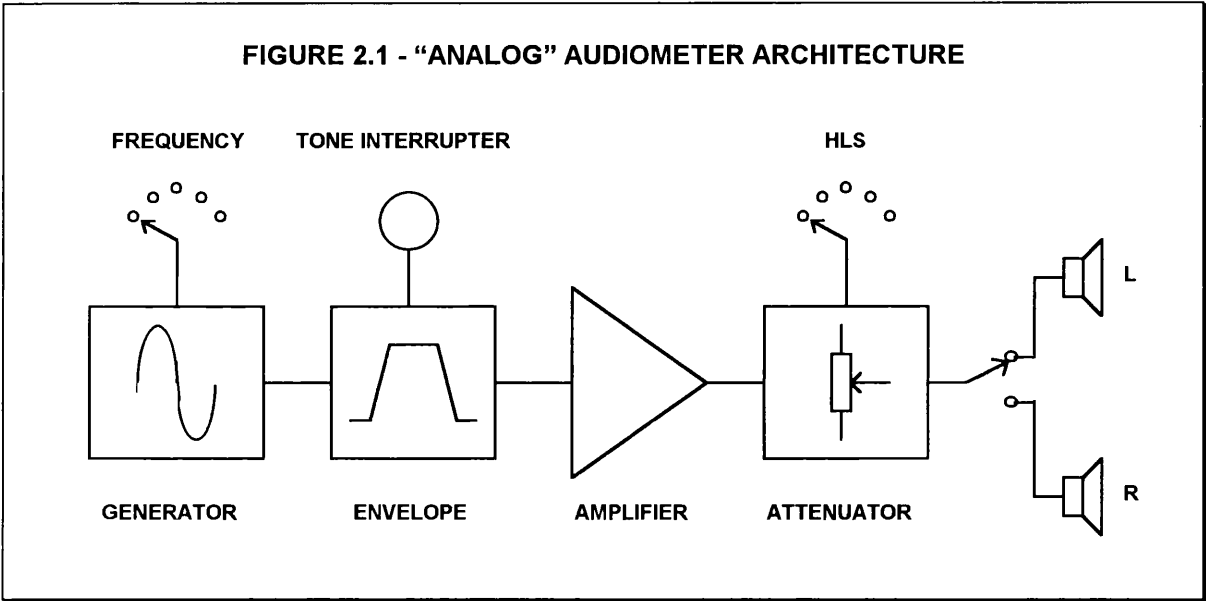 FIGURE 2.1 - “ANALOG” AUDIOMETER ARCHITECTURE
FREQUENCY
TONE INTERRUPTER
HLS
L
GENERATOR
ENVELOPE
AMPLIFIER
ATTENUATOR
R